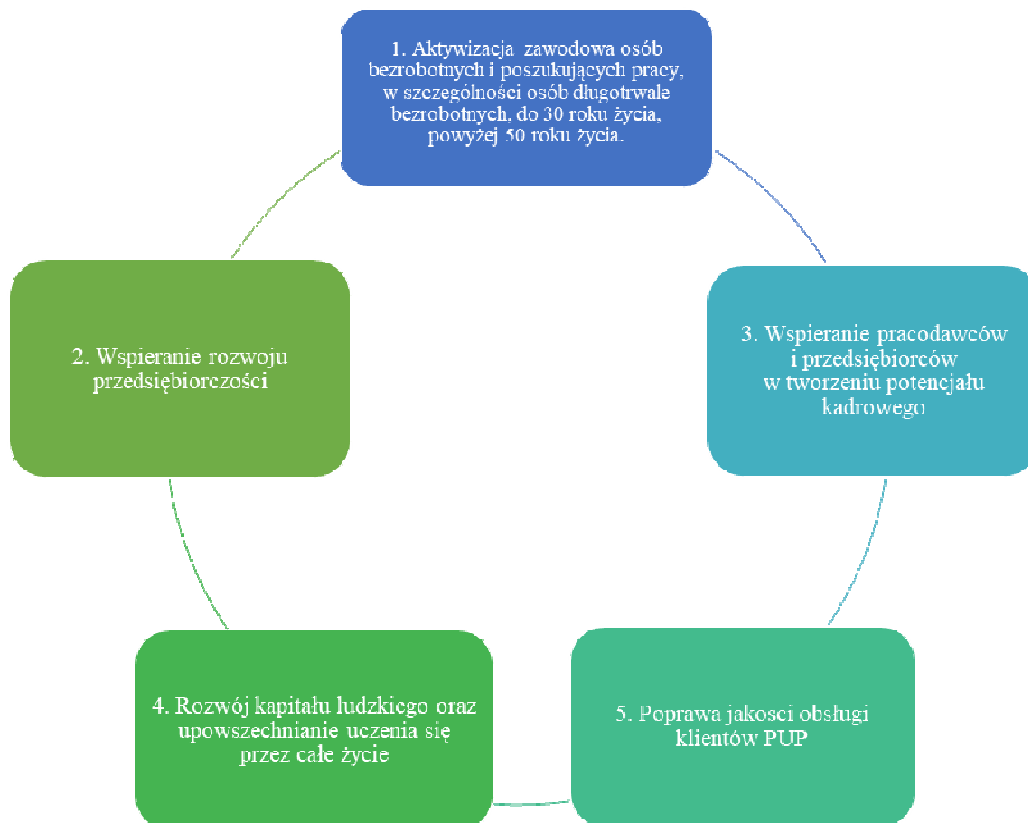 1. Aktywizacja zawodowa osób
bezrobotnych i poszukujących pracy,
w szczególności osób długotrwale
bezrobotnych, do 30 roku życia,
powyżej 50 roku życia.
2. Wspieranie rozwoju
przedsiębiorczości
3. Wspieranie pracodawców
i przedsiębiorców
w tworzeniu potencjału
kadrowego
4. Rozwój kapitału ludzkiego oraz
upowszechnianie uczenia się
przez całe życie
5. Poprawa jakosci obsługi
klientów PUP